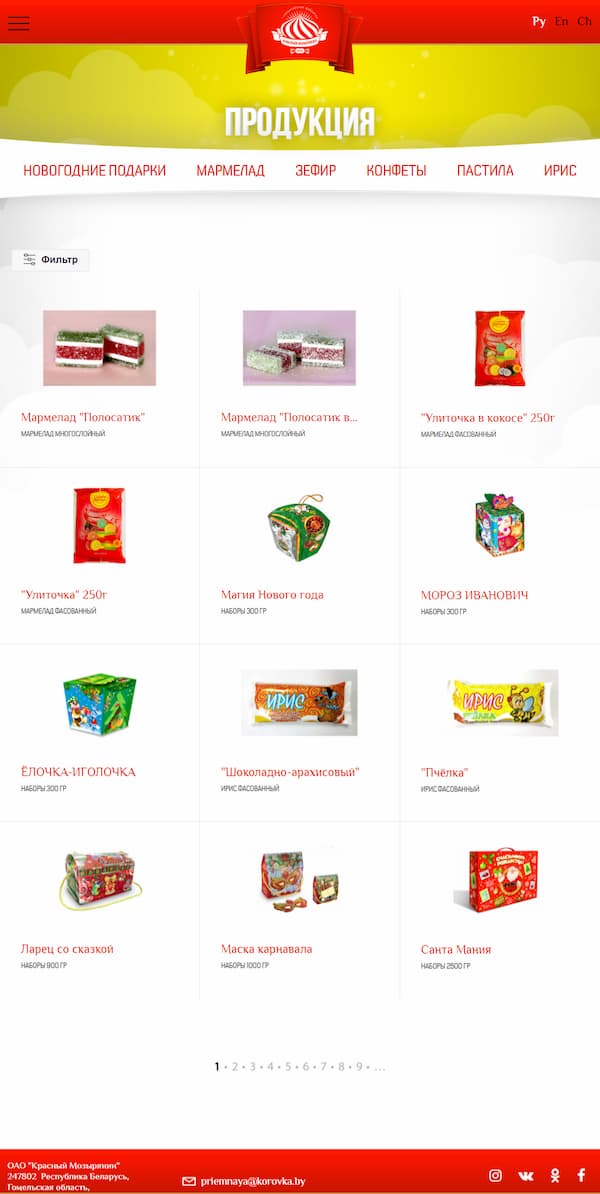 Ру En Ch
ПРОДУКЦИЯ
НОВОГОДНИЕ ПОДАРКИ МАРМЕЛАД ЗЕФИР КОНФЕТЫ ПАСТИЛА ИРИС
Фильтр
Мармелад "Полосатик" Мармелад "Полосатик в... "Улиточка в кокосе" 250г
МАРМЕЛАД МНОГОСЛОЙНЫЙ МАРМЕЛАД МНОГОСЛОЙНЫЙ МАРМЕЛАД ФАСОВАННЫЙ
"Улиточка" 250г Магия Нового года МОРОЗ ИВАНОВИЧ
МАРМЕЛАД ФАСОВАННЫЙ НАБОРЫ 300 ГР НАБОРЫ 300 ГР
ИРИС ИРИС
ЁЛОЧКА-ИГОЛОЧКА "Шоколадно-арахисовый" "Пчёлка"
НАБОРЫ 300 ГР ИРИС ФАСОВАННЫЙ ИРИС ФАСОВАННЫЙ
Ларец со сказкой Маска карнавала Санта Мания
НАБОРЫ 900 ГР НАБОРЫ 1000 ГР НАБОРЫ 2500 ГР
1 • 2 • 3 • 4 • 5 • 6 • 7 • 8 • 9 • ...
ОАО "Красный Мозырянин"
247802 Республика Беларусь,
Гомельская область,
priemnaya@korovka.by